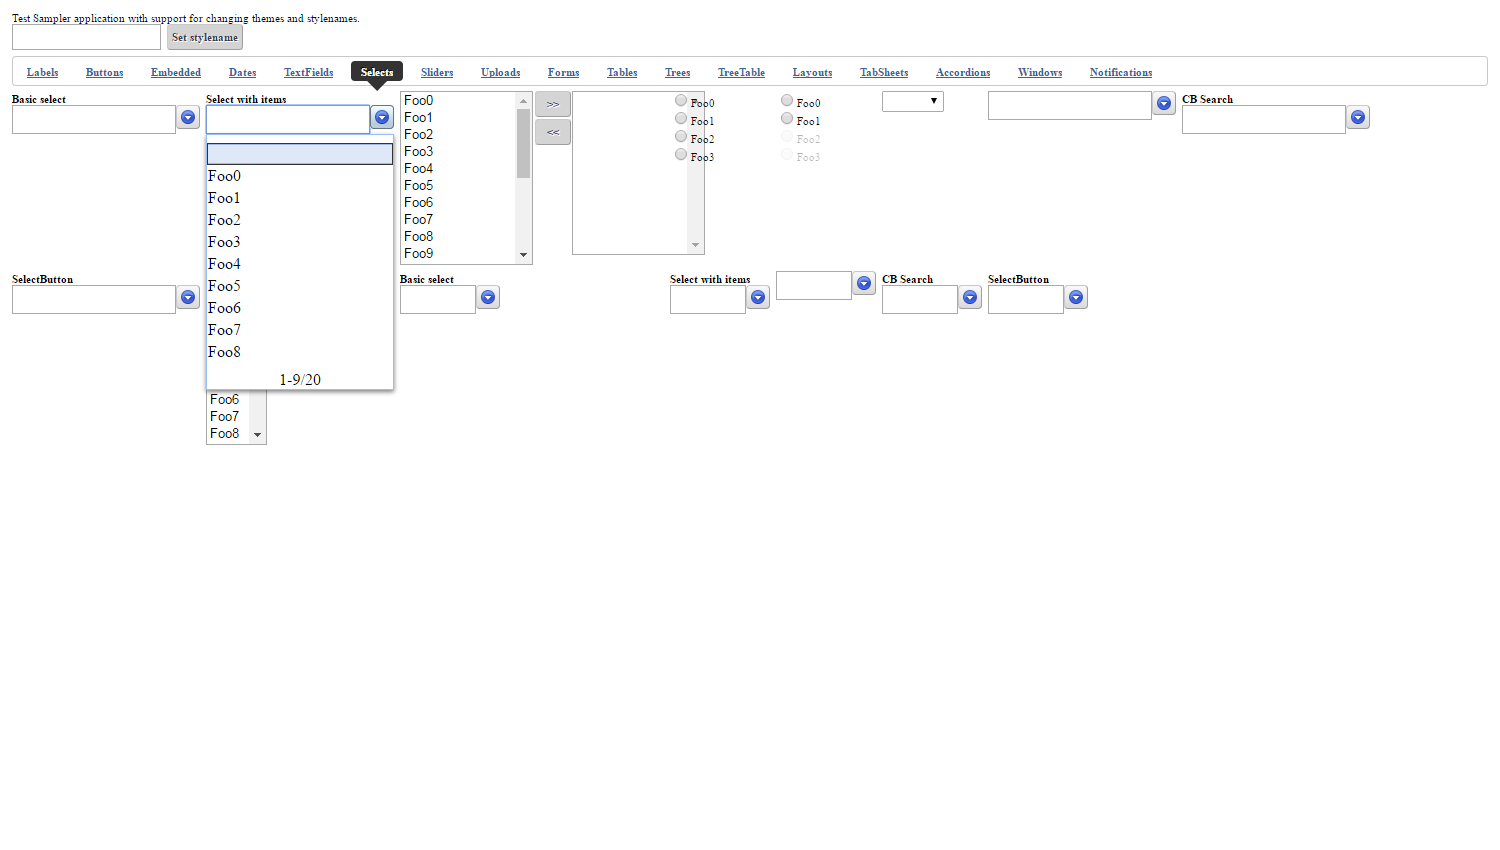 Test Sampler application with support for changing themes and stylenames.
Set stylename
Labels Buttons Embedded Dates TextFields Selects Sliders Uploads Forms Tables Trees TreeTable Layouts TabSheets Accordions Windows Notifications
Basic select
Select with items
Foo0
Foo1
Foo2
Foo3
Foo4
Foo5
Foo6
Foo7
Foo8
1-9/20
Foo0
Foo1
Foo2
Foo3
Foo4
Foo5
Foo6
Foo7
Foo8
Foo9
>>
<<
Foo0
Foo1
Foo2
Foo3
Foo0
Foo1
Foo2
Foo3
CB Search
SelectButton
Foo6
Foo7
Foo8
Basic select
Select with items
CB Search
SelectButton